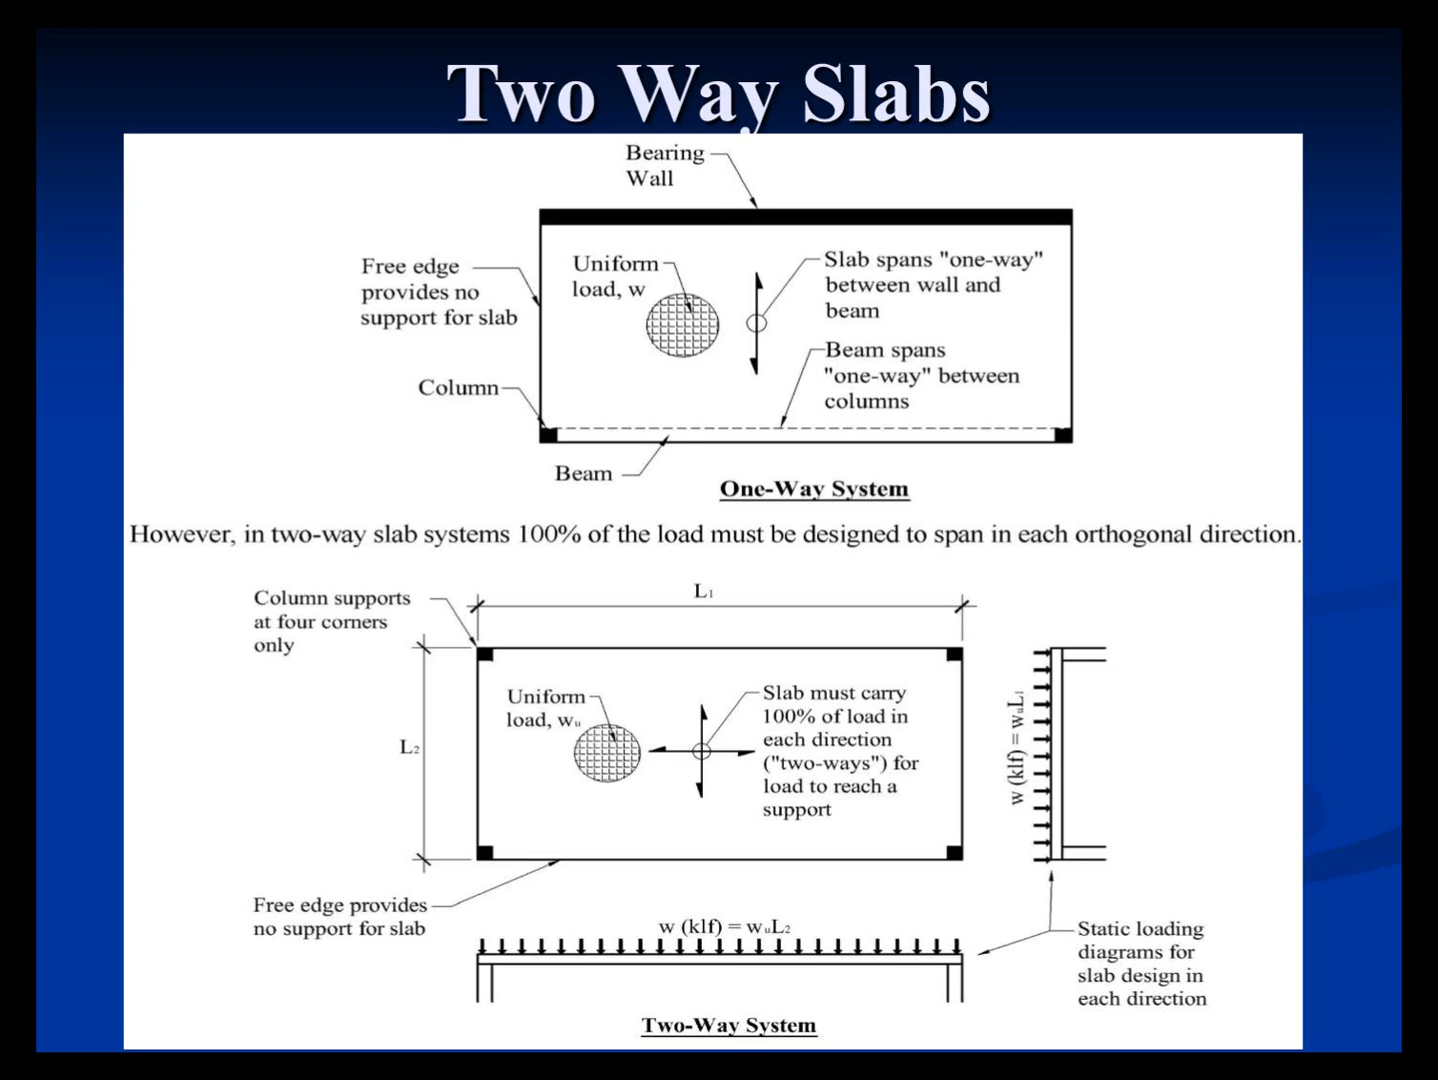 Two Way Slabs
Bearing
Wall
Free edge
provides no
support for slab
Uniform
load, w
Slab spans "one-way"
between wall and
beam
Beam spans
"one-way" between
columns
Column
Beam
One-Way System
However, in two-way slab systems 100% of the load must be designed to span in each orthogonal direction.
L₁
Column supports
at four corners
only
Uniform
load, wᵤ
Slab must carry
100% of load in
each direction
("two-ways") for
load to reach a
support
L₂
w (klf) = wᵤL₁
Free edge provides
no support for slab
w (klf) = wᵤL₂
Static loading
diagrams for
slab design in
each direction
Two-Way System